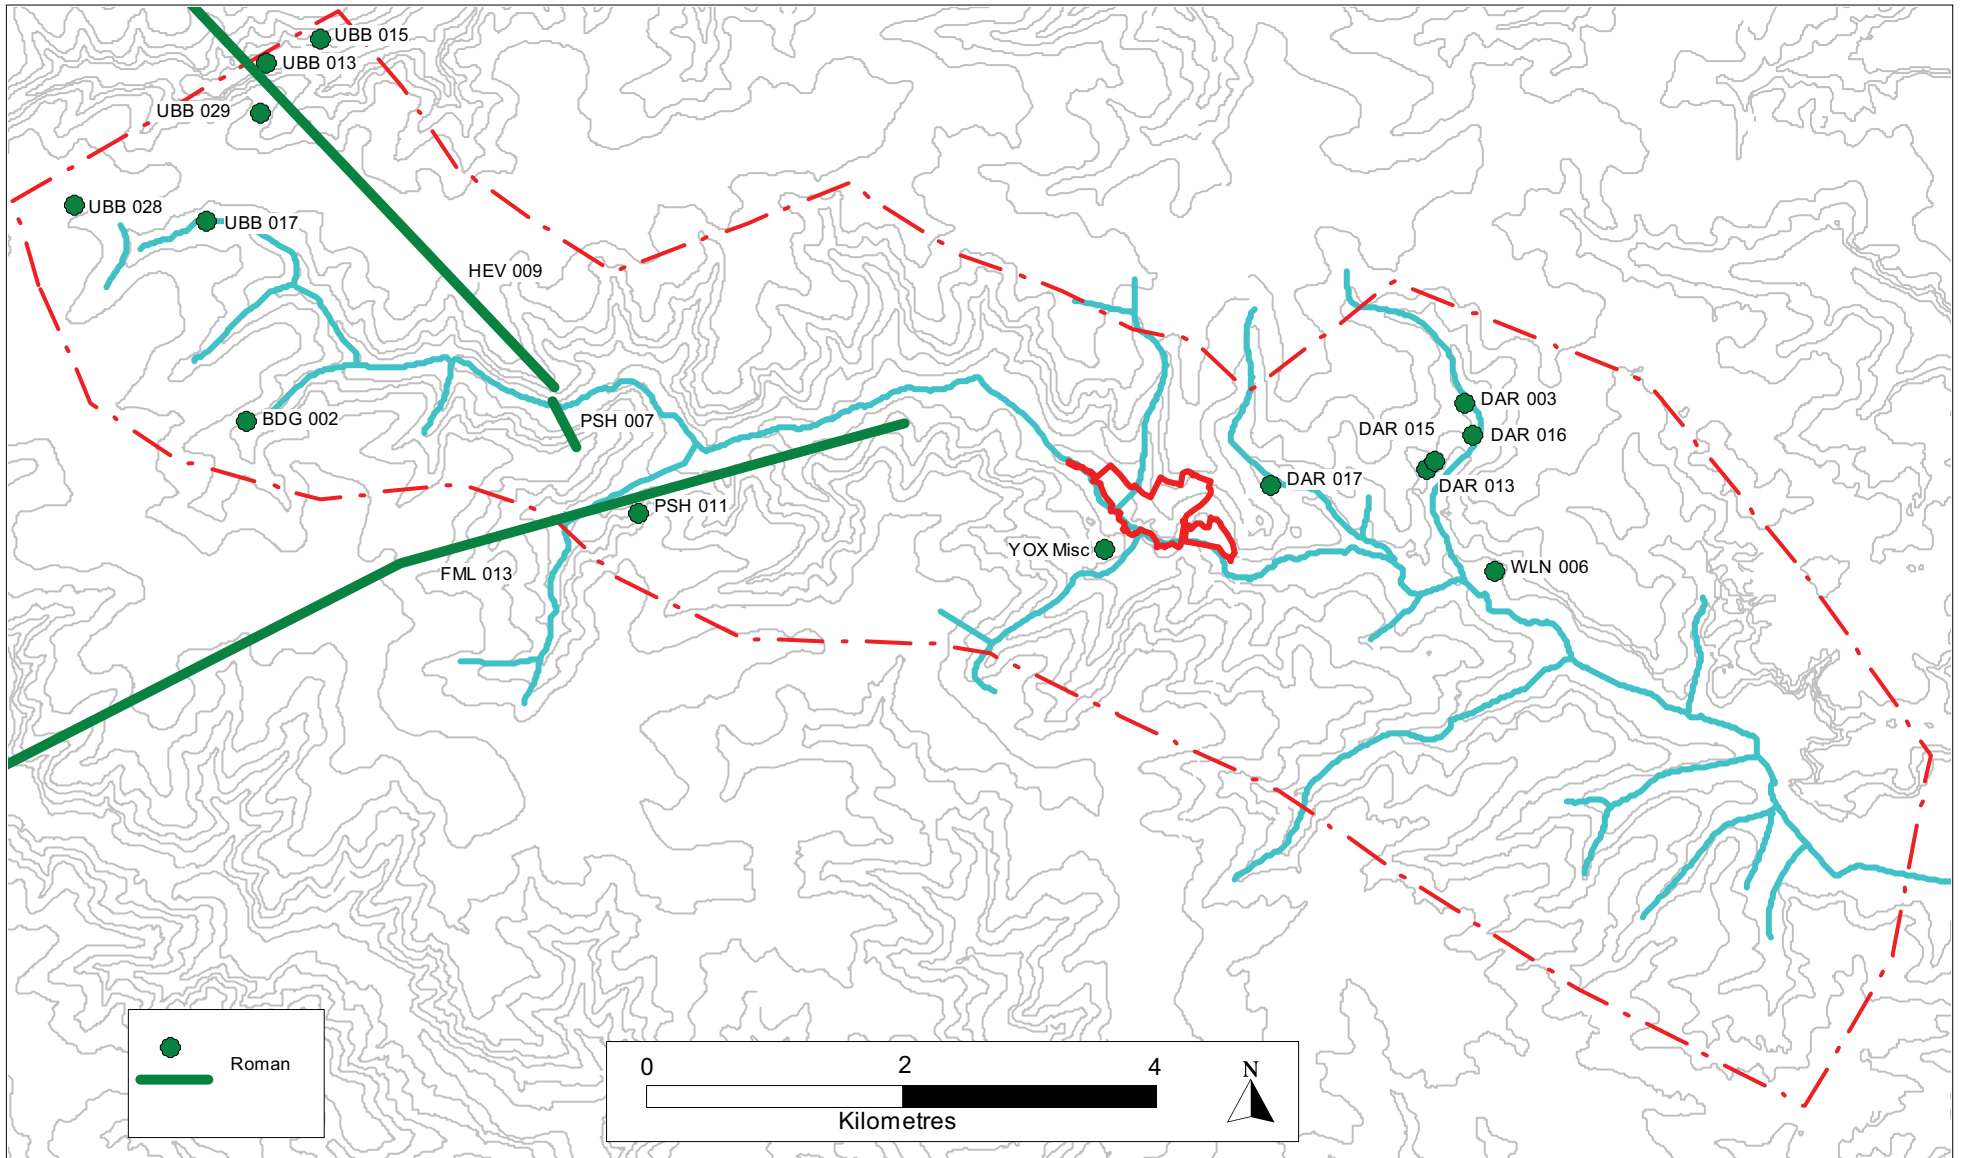 UBB 015
UBB 013
UBB 029
UBB 028
UBB 017
HEV 009
BDG 002
PSH 007
DAR 003
DAR 015
DAR 016
DAR 017
DAR 013
PSH 011
YOX Misc
FML 013
WLN 006
Roman
0 2 4
Kilometres
N